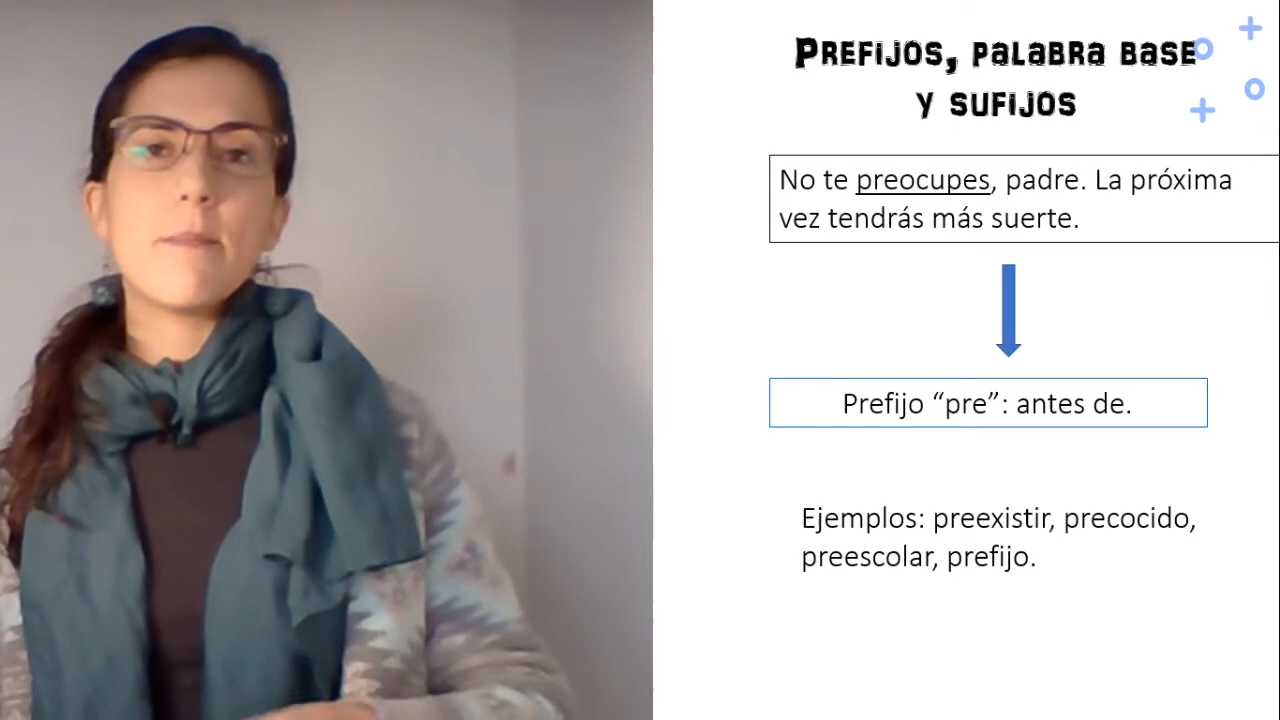 Prefijos, palabra base
y sufijos
No te preocupes, padre. La próxima
vez tendrás más suerte.
Prefijo “pre”: antes de.
Ejemplos: preexistir, precocido,
preescolar, prefijo.